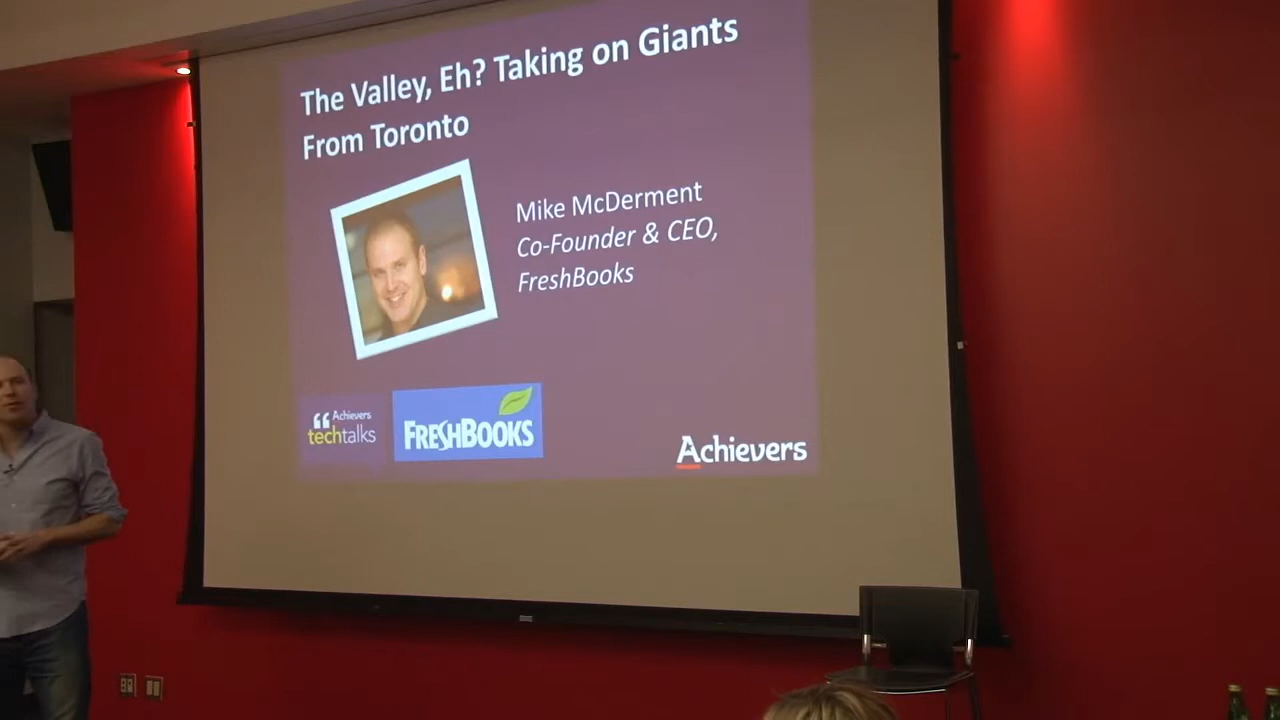 The Valley, Eh? Taking on Giants
From Toronto
Mike McDerment
Co-Founder & CEO,
FreshBooks
“ Achievers
techtalks
FRESHBOOKS
Achievers